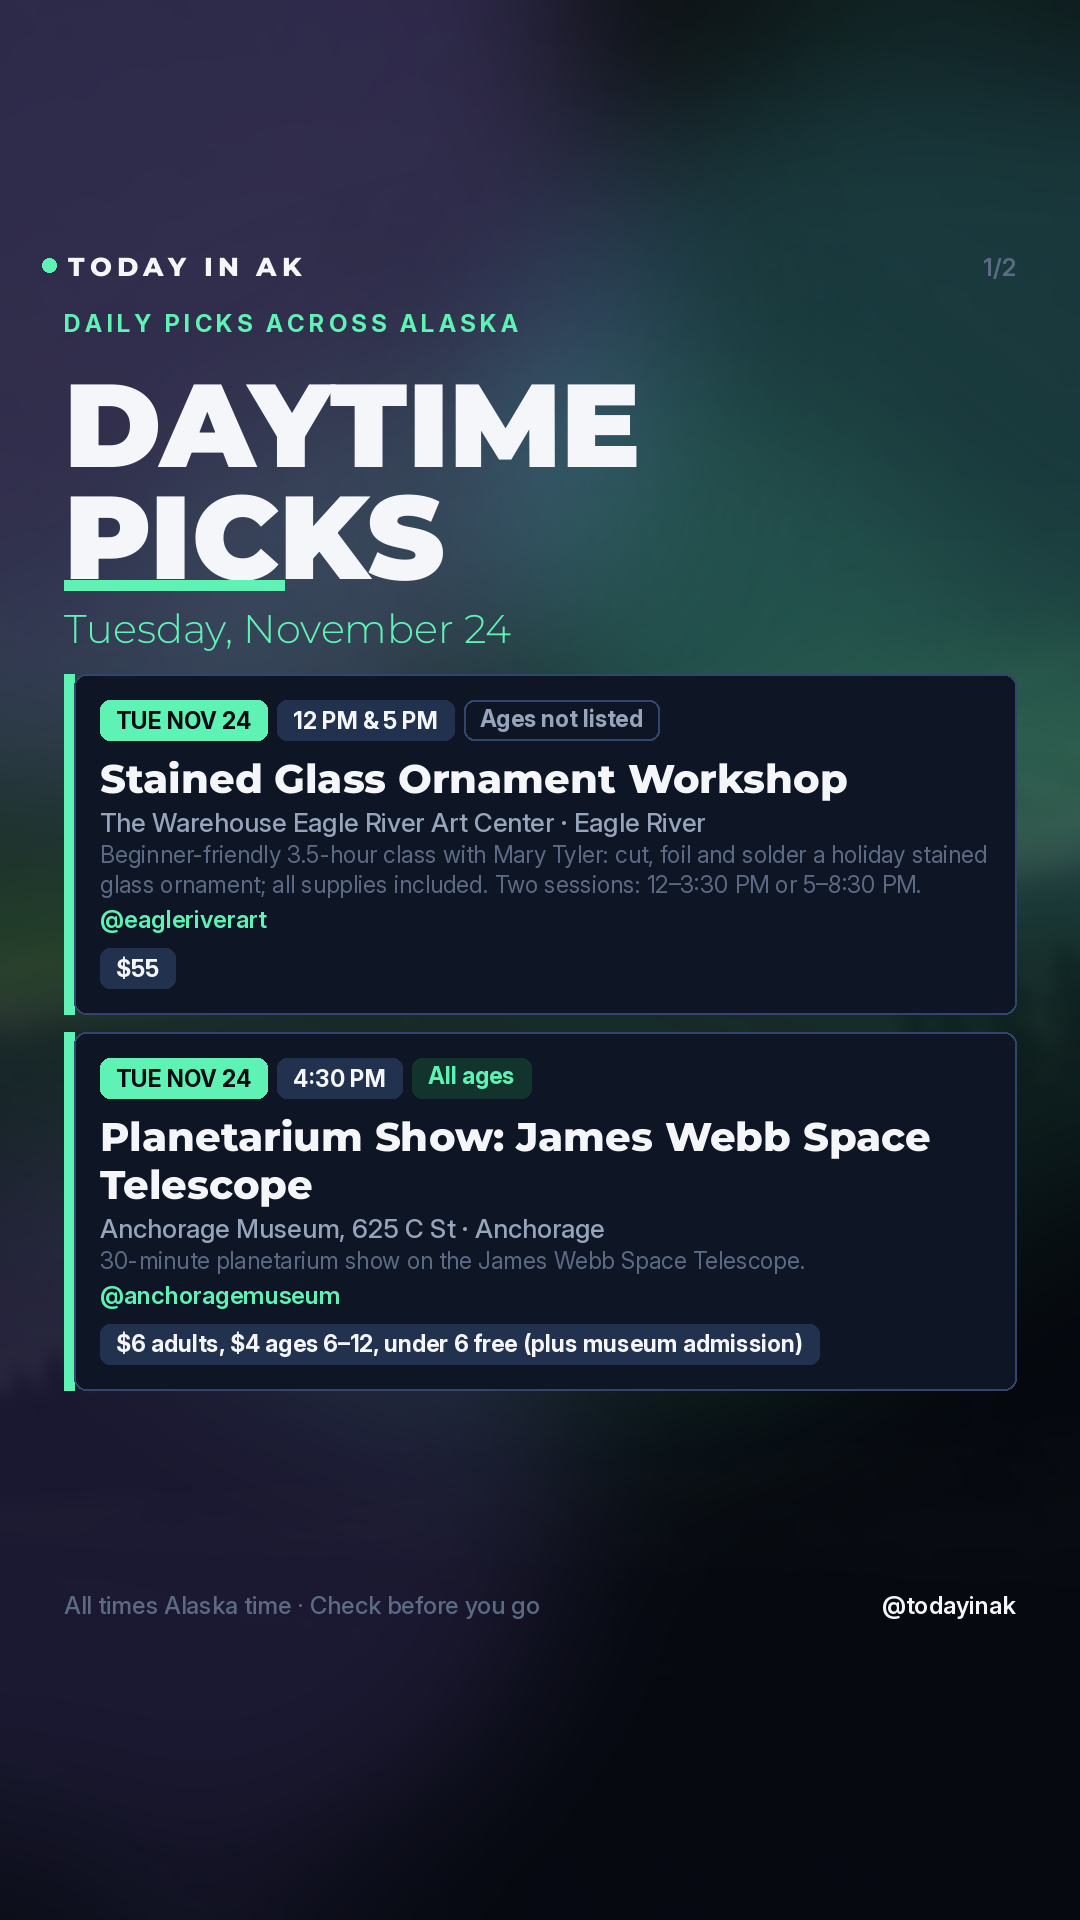 TODAY IN AK
1/2
DAILY PICKS ACROSS ALASKA
DAYTIME
PICKS
Tuesday, November 24
TUE NOV 24 12 PM & 5 PM Ages not listed
Stained Glass Ornament Workshop
The Warehouse Eagle River Art Center · Eagle River
Beginner-friendly 3.5-hour class with Mary Tyler: cut, foil and solder a holiday stained
glass ornament; all supplies included. Two sessions: 12–3:30 PM or 5–8:30 PM.
@eagleriverart
$55
TUE NOV 24 4:30 PM All ages
Planetarium Show: James Webb Space
Telescope
Anchorage Museum, 625 C St · Anchorage
30-minute planetarium show on the James Webb Space Telescope.
@anchoragemuseum
$6 adults, $4 ages 6–12, under 6 free (plus museum admission)
All times Alaska time · Check before you go
@todayinak